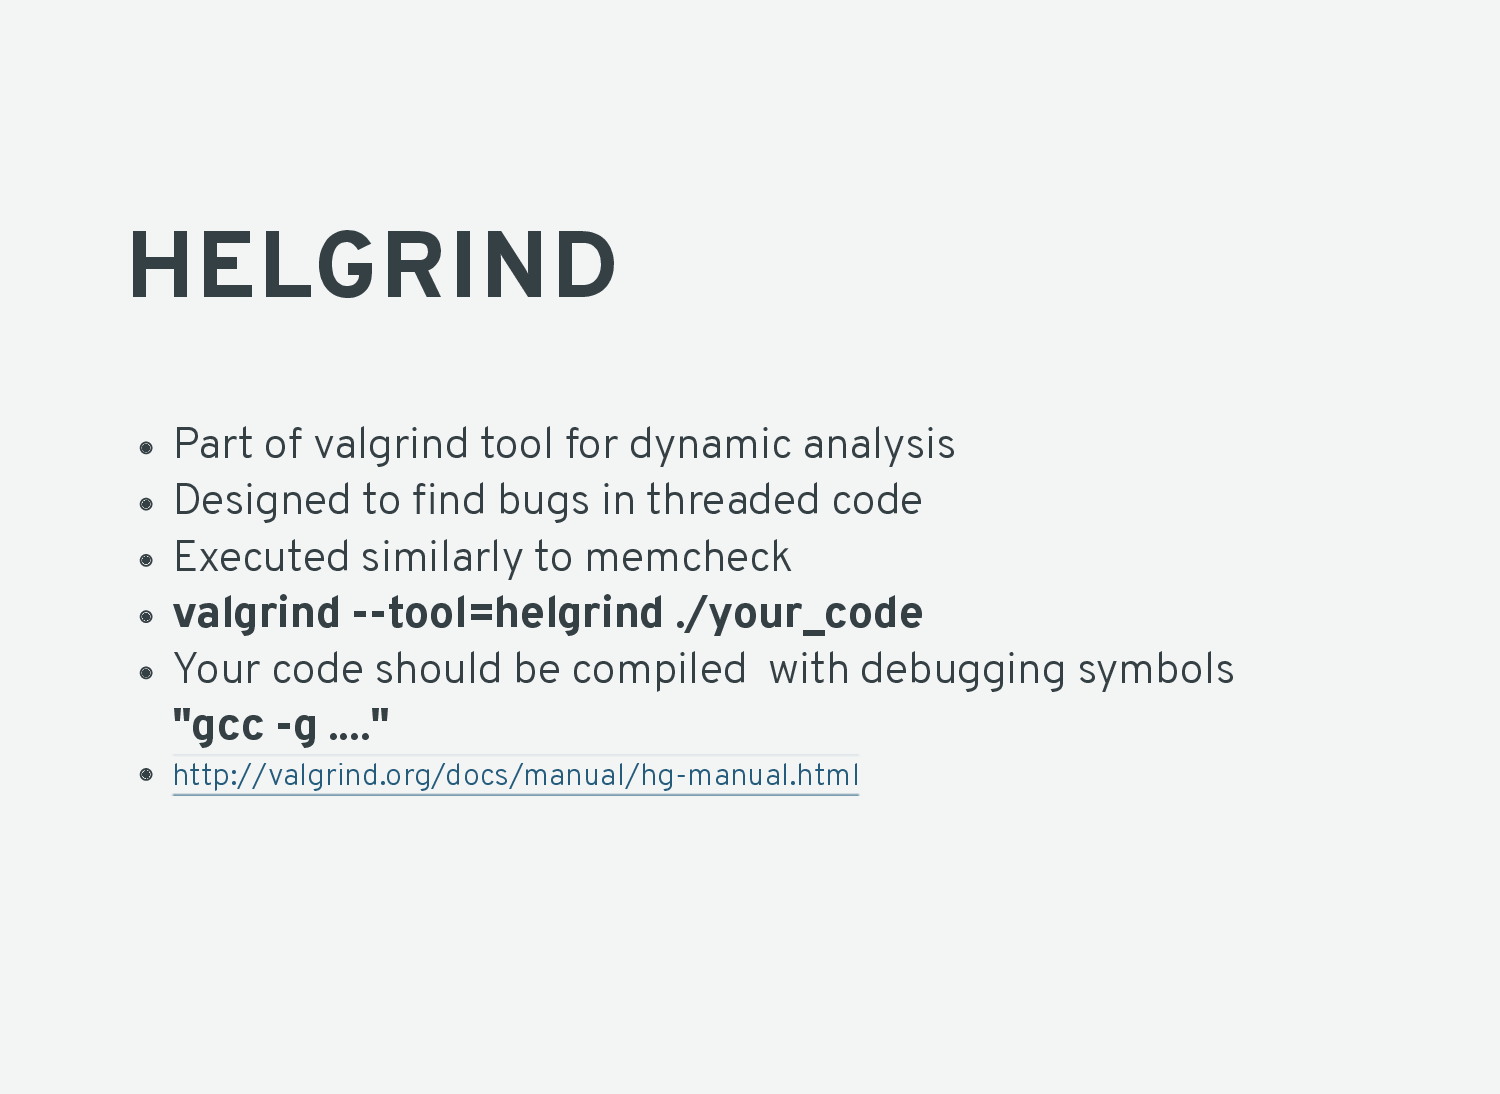 HELGRIND
Part of valgrind tool for dynamic analysis
Designed to find bugs in threaded code
Executed similarly to memcheck
valgrind --tool=helgrind ./your_code
Your code should be compiled  with debugging symbols
"gcc -g ...."
http://valgrind.org/docs/manual/hg-manual.html